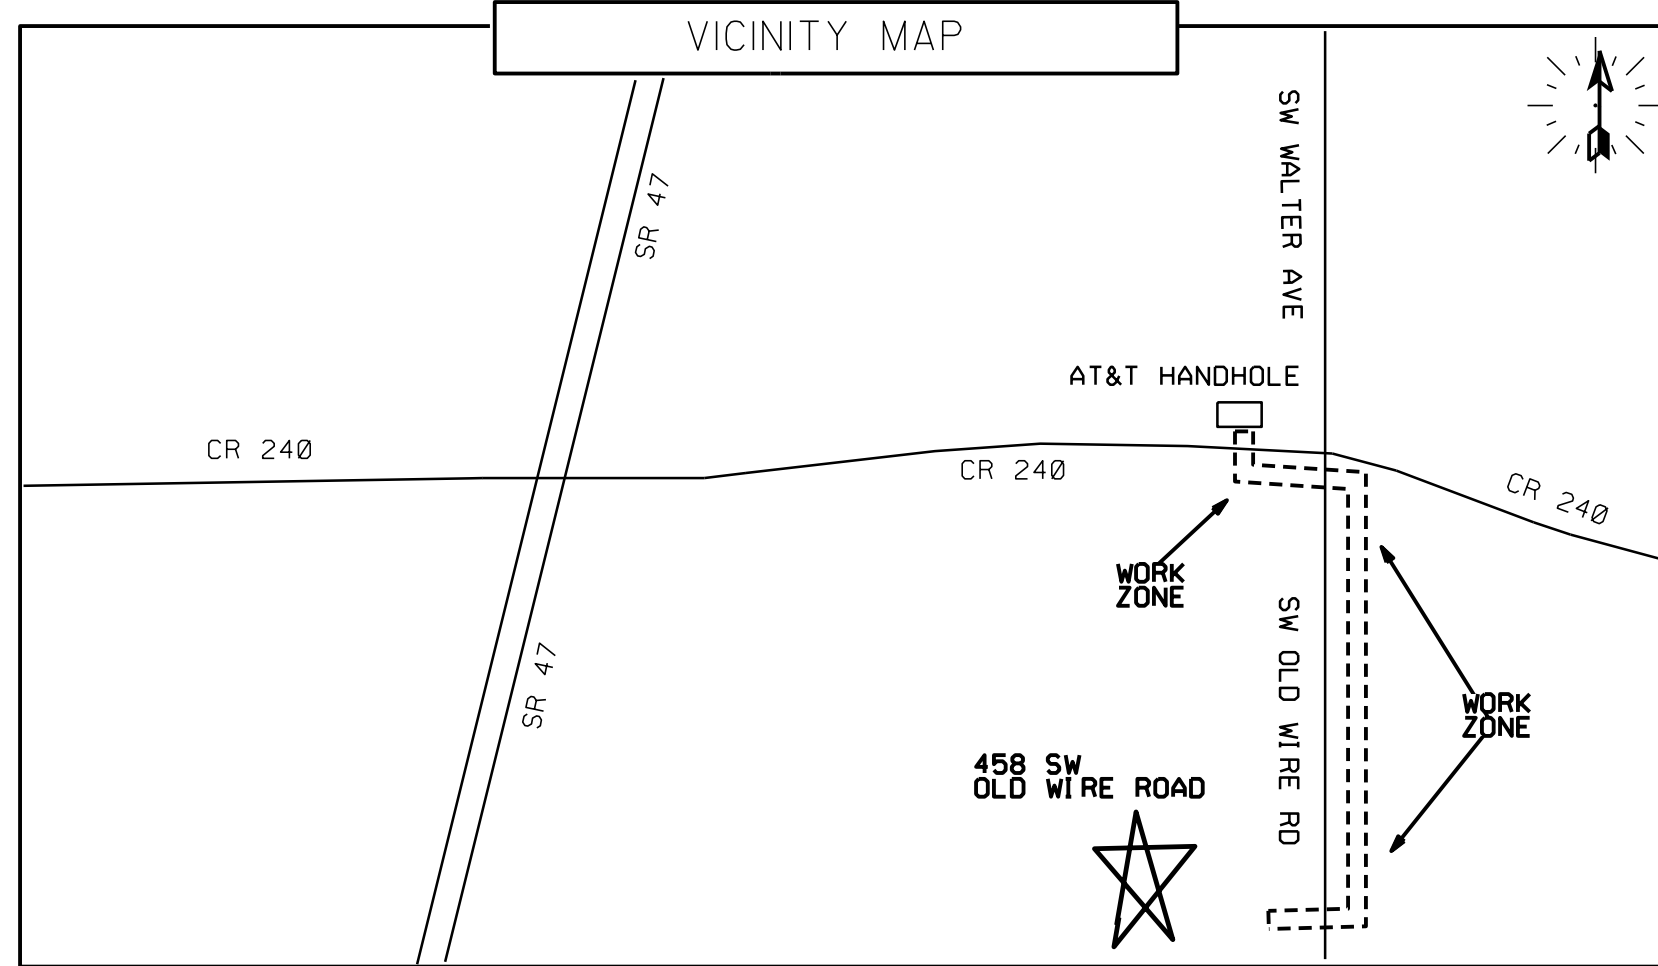 VICINITY MAP
SW WALTER AVE
SR 47
AT&T HANDHOLE
CR 240
CR 240
CR 240
WORK
ZONE
SW OLD WIRE RD
SR 47
WORK
ZONE
458 SW
OLD WIRE ROAD